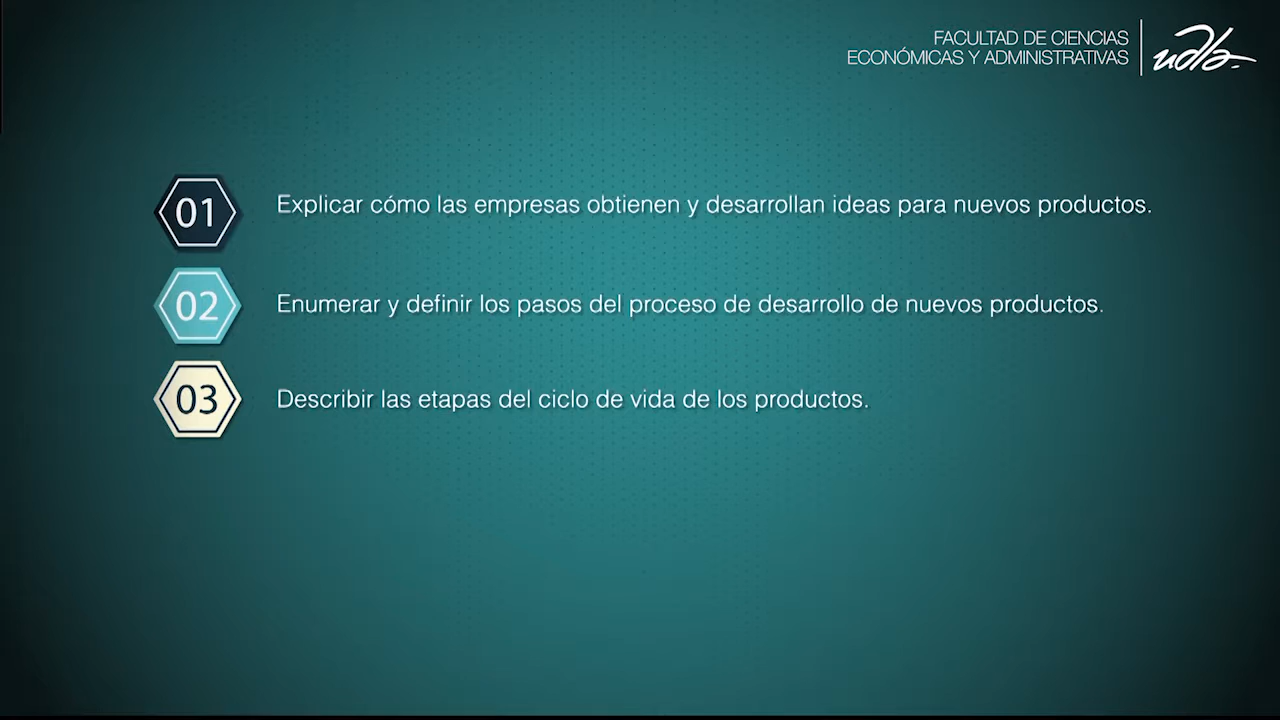 FACULTAD DE CIENCIAS
ECONÓMICAS Y ADMINISTRATIVAS
udla-
01
Explicar cómo las empresas obtienen y desarrollan ideas para nuevos productos.
02
Enumerar y definir los pasos del proceso de desarrollo de nuevos productos.
03
Describir las etapas del ciclo de vida de los productos.